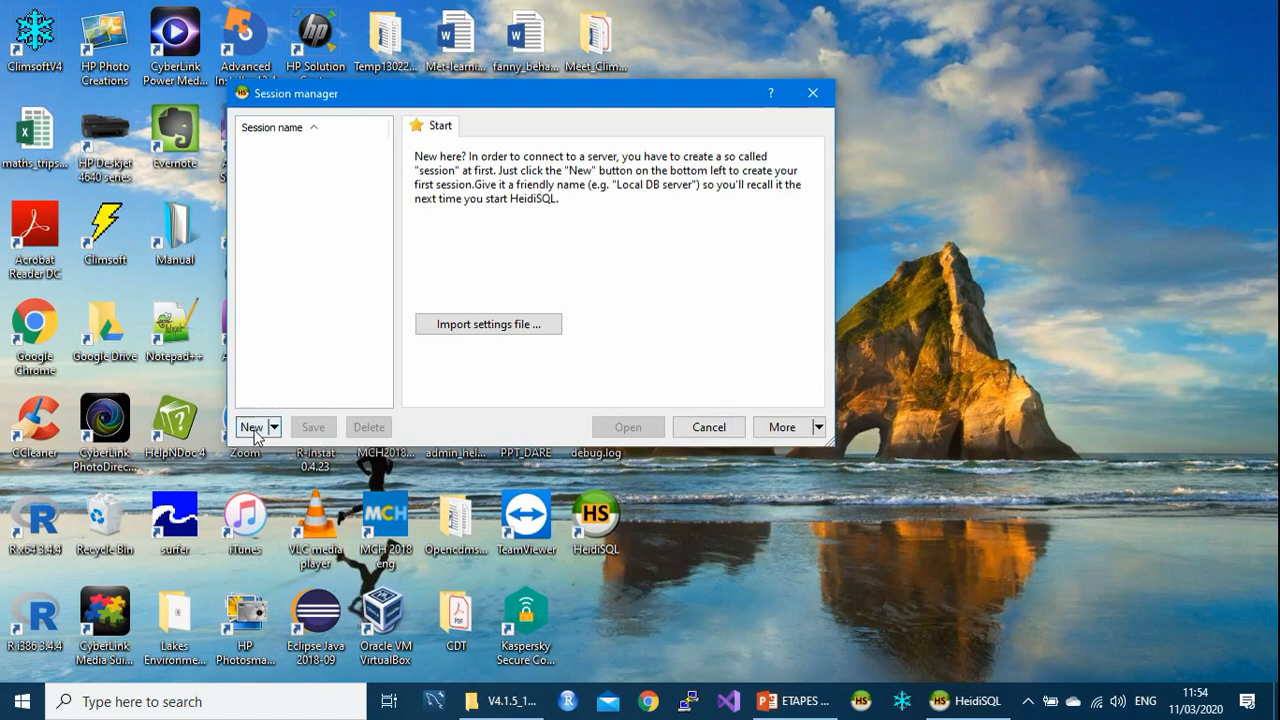 ClimsoftV4
HP Photo
Creations
CyberLink
Power Med...
Advanced
HP Solution
Temp13022...
Met-learni...
fanny_beha...
Meet_Clim...
Session manager
?
Session name
Start
New here? In order to connect to a server, you have to create a so called
"session" at first. Just click the "New" button on the bottom left to create your
first session.Give it a friendly name (e.g. "Local DB server") so you'll recall it the
next time you start HeidiSQL.
Import settings file ...
New
Save
Delete
Open
Cancel
More
maths_trips...
HP Deskjet
4640 series
Evernote
Acrobat
Reader DC
Climsoft
Manual
Google
Chrome
Google Drive
Notepad++
CCleaner
CyberLink
PhotoDirec...
HelpNDoc 4
Zoom
R-Instat
0.4.23
MCH2018...
admin_hel...
PPT_DARE
debug.log
R x64 3.4.4
Recycle Bin
surfer
iTunes
VLC media
player
MCH
MCH 2018
eng
Opencdms...
TeamViewer
HS
HeidiSQL
R i386 3.4.4
CyberLink
Media Sui...
Lakes
Environme...
HP
Photosma...
Eclipse Java
2018-09
Oracle VM
VirtualBox
CDT
Kaspersky
Secure Co...
Type here to search
V4.1.5_1...
ETAPES ...
HeidiSQL
ENG
11:54
11/03/2020